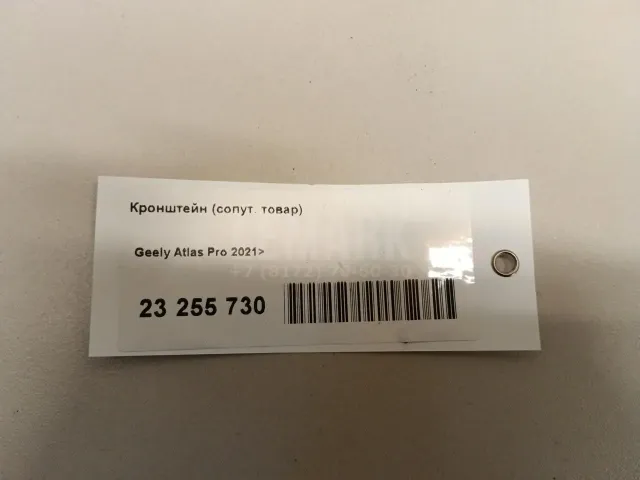 Кронштейн (сопут. товар)
Geely Atlas Pro 2021>
23 255 730